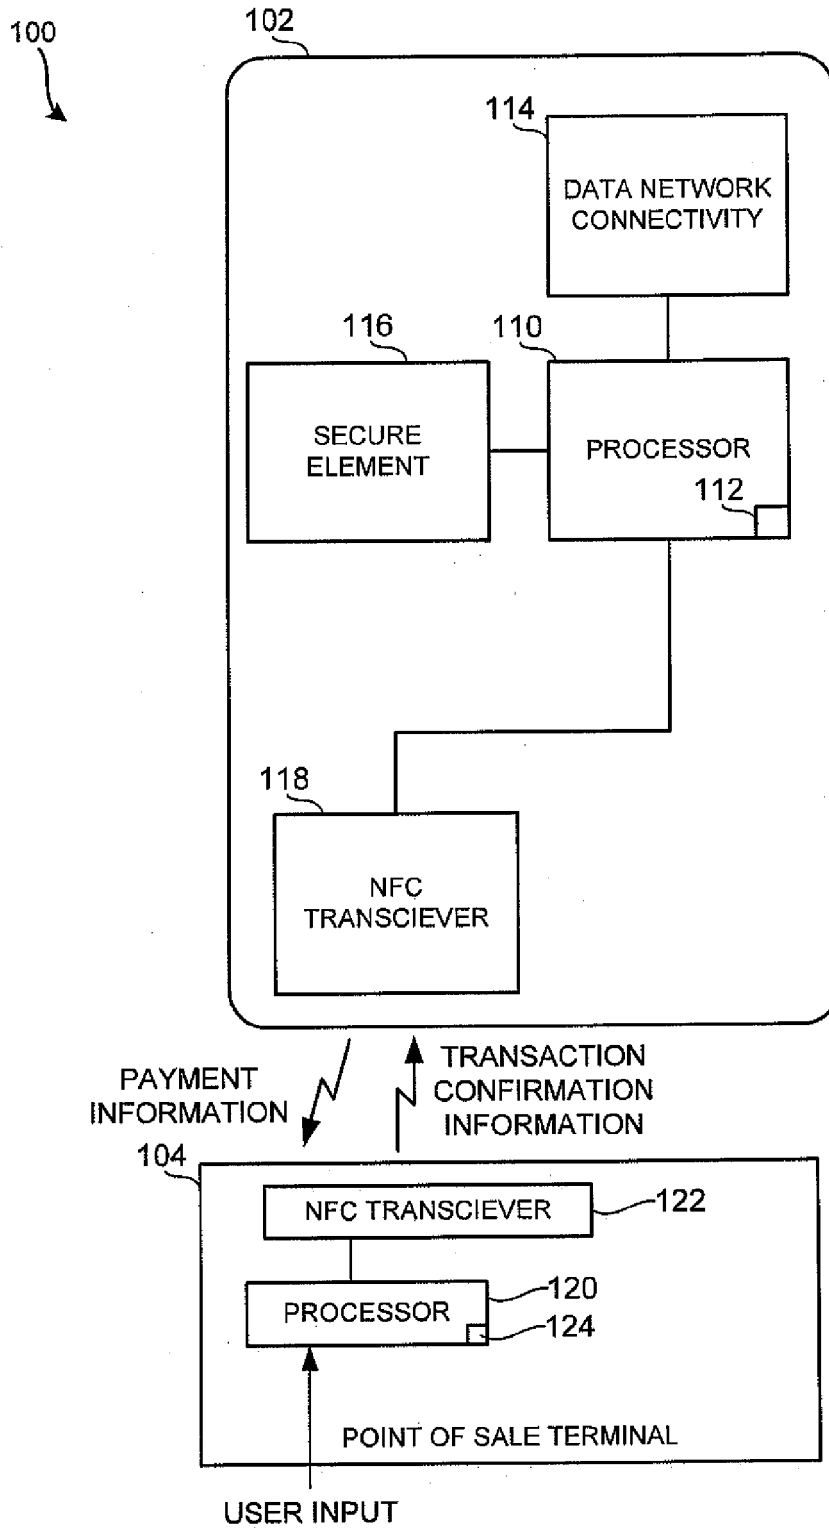 100
102
114
DATA NETWORK
CONNECTIVITY
116
110
SECURE
ELEMENT
PROCESSOR
112
118
NFC
TRANSCIEVER
PAYMENT
INFORMATION
TRANSACTION
CONFIRMATION
INFORMATION
104
NFC TRANSCIEVER
122
PROCESSOR
120
124
POINT OF SALE TERMINAL
USER INPUT